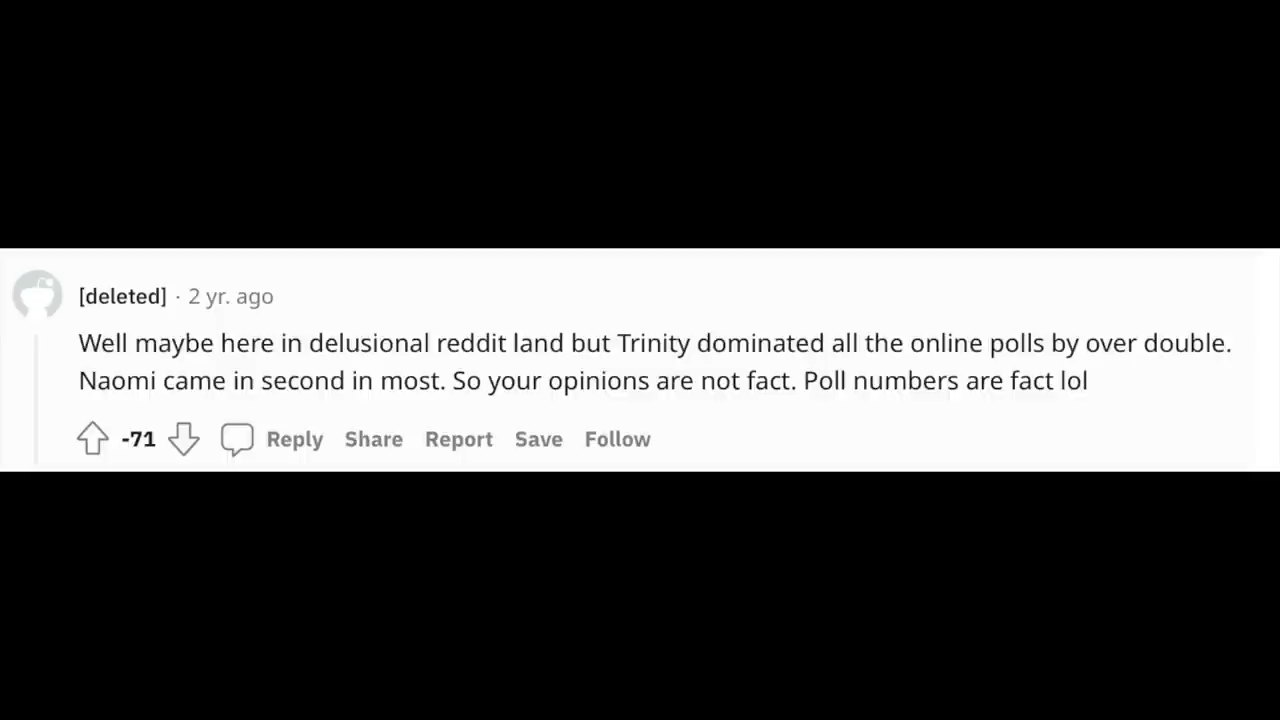 [deleted] · 2 yr. ago
Well maybe here in delusional reddit land but Trinity dominated all the online polls by over double.
Naomi came in second in most. So your opinions are not fact. Poll numbers are fact lol
-71 Reply Share Report Save Follow